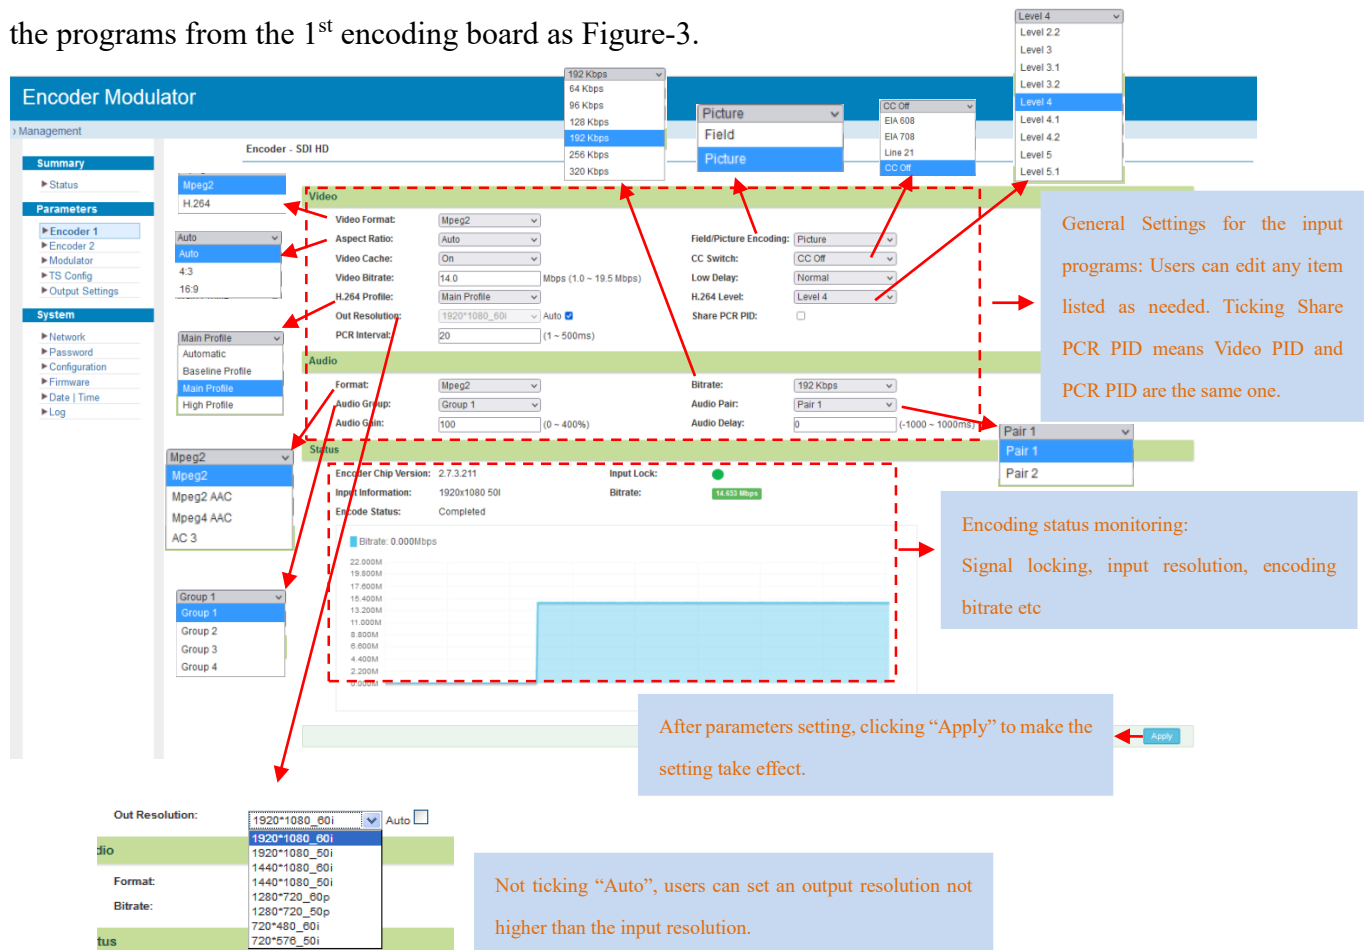 the programs from the 1st encoding board as Figure-3.
Level 4
Level 2.2
Level 3
Level 3.1
Level 3.2
Level 4
Level 4.1
Level 4.2
Level 5
Level 5.1
192 Kbps
64 Kbps
96 Kbps
128 Kbps
192 Kbps
256 Kbps
320 Kbps
Picture
Field
Picture
CC Off
EIA 608
EIA 708
Line 21
CC Off
Encoder Modulator
Management
Encoder - SDI HD
Summary
Status
Parameters
Encoder 1
Encoder 2
Modulator
TS Config
Output Settings
System
Network
Password
Configuration
Firmware
Date | Time
Log
Mpeg2
H.264
Auto
Auto
4:3
16:9
Main Profile
Automatic
Baseline Profile
Main Profile
High Profile
Mpeg2
Mpeg2
Mpeg2 AAC
Mpeg4 AAC
AC 3
Group 1
Group 1
Group 2
Group 3
Group 4
Video
Video Format: Mpeg2
Aspect Ratio: Auto Field/Picture Encoding: Picture
Video Cache: On CC Switch: CC Off
Video Bitrate: 14.0 Mbps (1.0 ~ 19.5 Mbps) Low Delay: Normal
H.264 Profile: Main Profile H.264 Level: Level 4
Out Resolution: 1920*1080_60i Auto Share PCR PID:
PCR Interval: 20 (1 ~ 500ms)
Audio
Format: Mpeg2 Bitrate: 192 Kbps
Audio Group: Group 1 Audio Pair: Pair 1
Audio Gain: 100 (0 ~ 400%) Audio Delay: 0 (-1000 ~ 1000ms)
Pair 1
Pair 1
Pair 2
General Settings for the input
programs: Users can edit any item
listed as needed. Ticking Share
PCR PID means Video PID and
PCR PID are the same one.
Status
Encoder Chip Version: 2.7.3.211 Input Lock:
Input Information: 1920x1080 50I Bitrate: 14.653 Mbps
Encode Status: Completed
Bitrate: 0.000Mbps
22.000M
19.800M
17.600M
15.400M
13.200M
11.000M
8.800M
6.600M
4.400M
2.200M
0.000M
Encoding status monitoring:
Signal locking, input resolution, encoding
bitrate etc
After parameters setting, clicking “Apply” to make the
setting take effect.
Apply
Out Resolution: 1920*1080_60i Auto
1920*1080_60i
1920*1080_50i
1440*1080_60i
1440*1080_50i
1280*720_60p
1280*720_50p
720*480_60i
720*576_50i
dio
Format:
Bitrate:
tus
Not ticking “Auto”, users can set an output resolution not
higher than the input resolution.